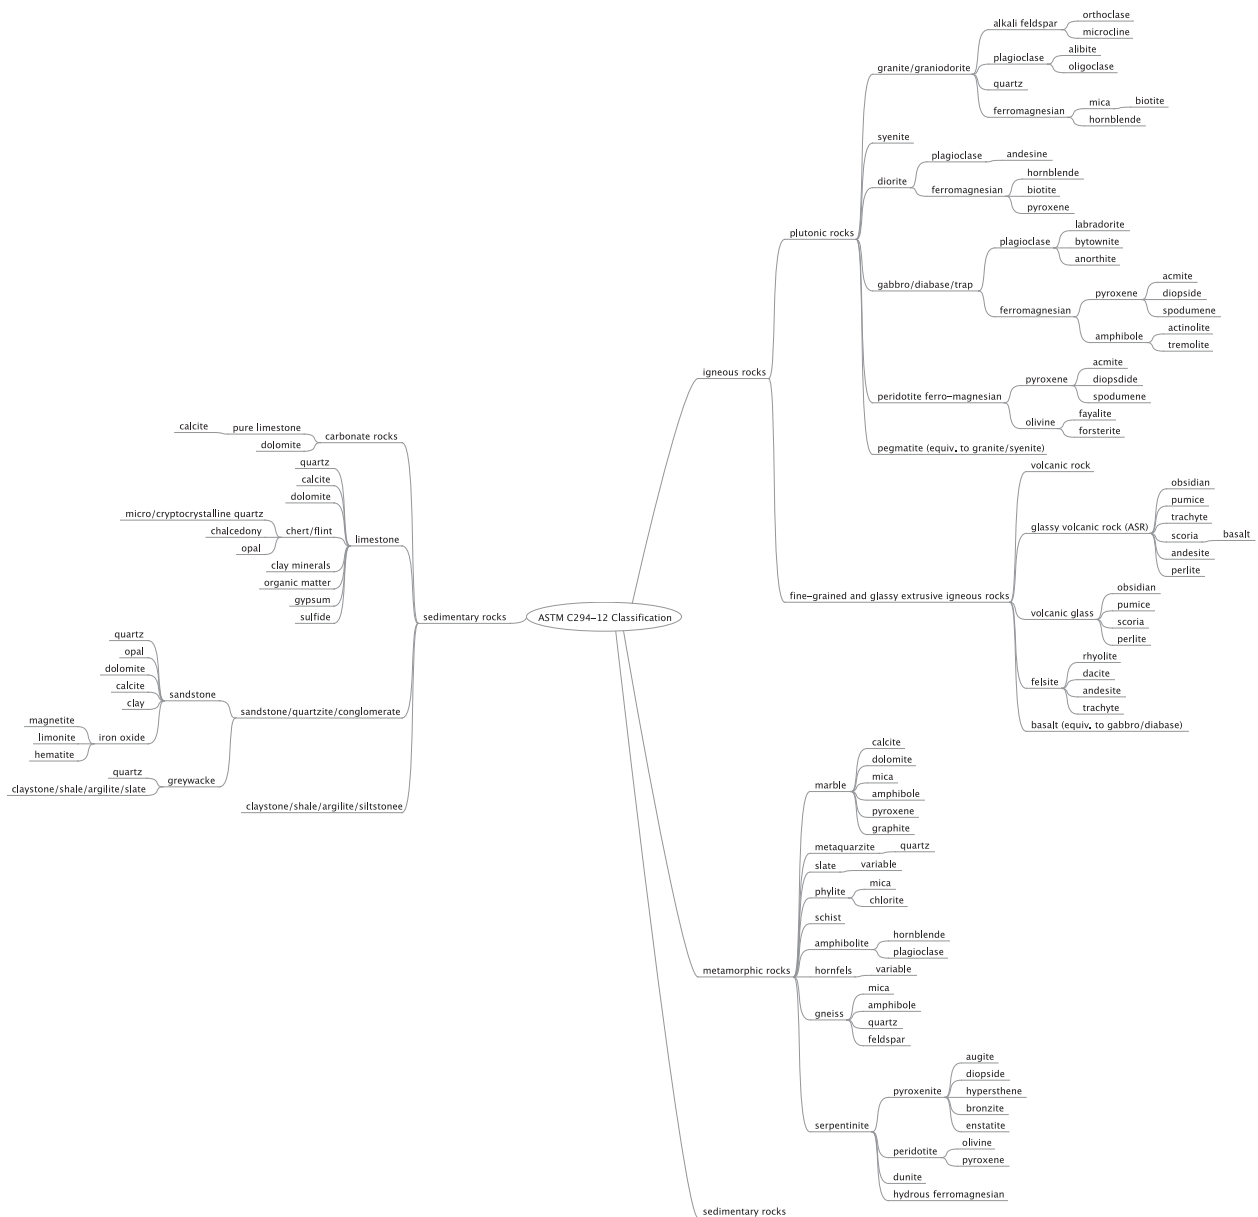 ASTM C294-12 Classification
igneous rocks
plutonic rocks
granite/graniodorite
alkali feldspar
orthoclase
microcline
plagioclase
alibite
oligoclase
quartz
ferromagnesian
mica
biotite
hornblende
syenite
diorite
plagioclase
andesine
ferromagnesian
hornblende
biotite
pyroxene
gabbro/diabase/trap
plagioclase
labradorite
bytownite
anorthite
ferromagnesian
pyroxene
acmite
diopside
spodumene
amphibole
actinolite
tremolite
peridotite ferro-magnesian
pyroxene
acmite
diopsdide
spodumene
olivine
fayalite
forsterite
pegmatite (equiv. to granite/syenite)
fine-grained and glassy extrusive igneous rocks
volcanic rock
glassy volcanic rock (ASR)
obsidian
pumice
trachyte
scoria
basalt
andesite
perlite
volcanic glass
obsidian
pumice
scoria
perlite
felsite
rhyolite
dacite
andesite
trachyte
basalt (equiv. to gabbro/diabase)
metamorphic rocks
marble
calcite
dolomite
mica
amphibole
pyroxene
graphite
metaquarzite
quartz
slate
variable
phylite
mica
chlorite
schist
amphibolite
hornblende
plagioclase
hornfels
variable
gneiss
mica
amphibole
quartz
feldspar
serpentinite
pyroxenite
augite
diopside
hypersthene
bronzite
enstatite
peridotite
olivine
pyroxene
dunite
hydrous ferromagnesian
sedimentary rocks
sedimentary rocks
carbonate rocks
pure limestone
calcite
dolomite
limestone
quartz
calcite
dolomite
chert/flint
micro/cryptocrystalline quartz
chalcedony
opal
clay minerals
organic matter
gypsum
sulfide
sandstone/quartzite/conglomerate
sandstone
quartz
opal
dolomite
calcite
clay
iron oxide
magnetite
limonite
hematite
greywacke
quartz
claystone/shale/argilite/slate
claystone/shale/argilite/siltstonee